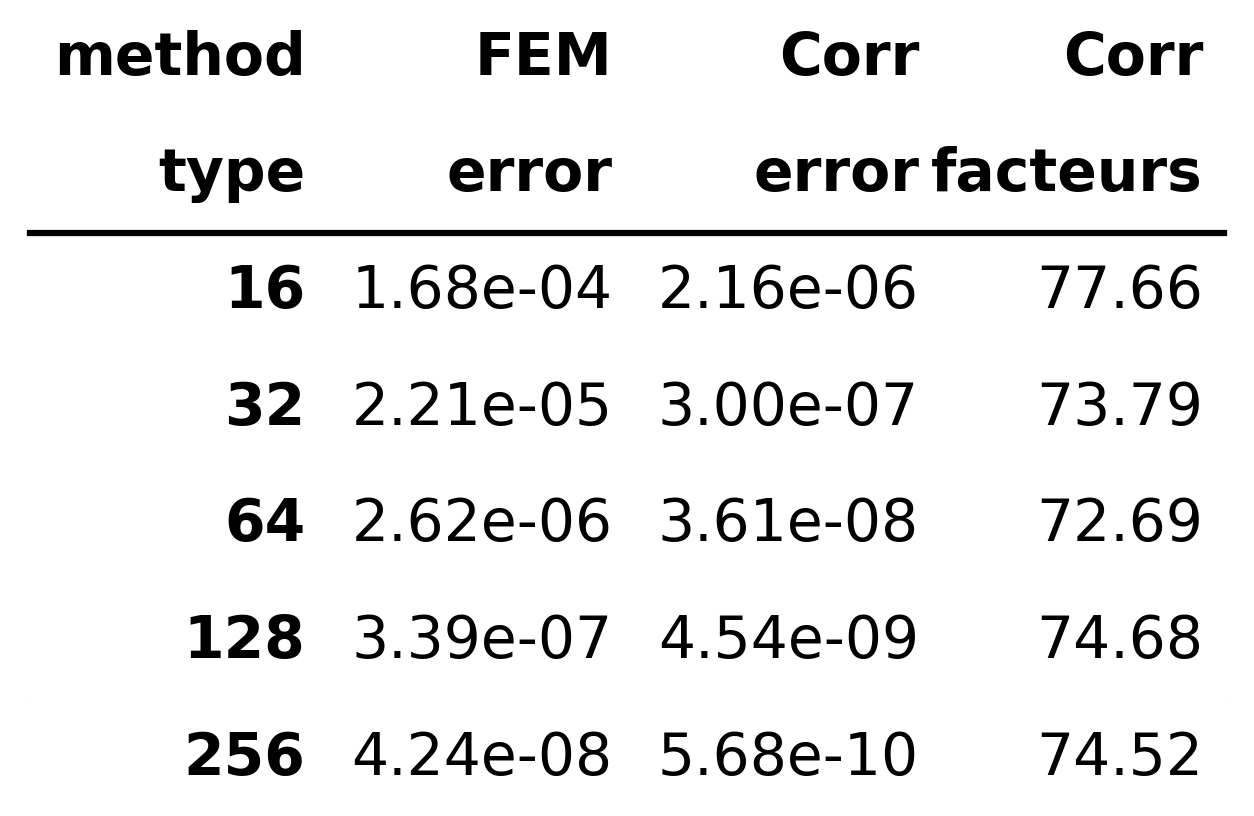 method FEM Corr Corr
type error error facteurs
16 1.68e-04 2.16e-06 77.66
32 2.21e-05 3.00e-07 73.79
64 2.62e-06 3.61e-08 72.69
128 3.39e-07 4.54e-09 74.68
256 4.24e-08 5.68e-10 74.52